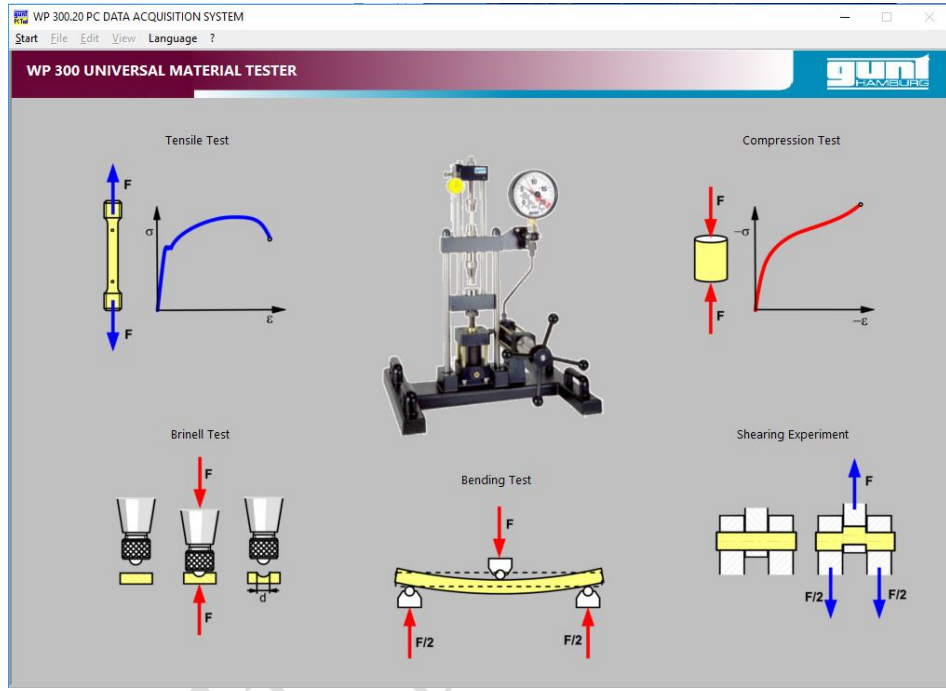 WP 300.20 PC DATA ACQUISITION SYSTEM
Start File Edit View Language ?
WP 300 UNIVERSAL MATERIAL TESTER
gunt
HAMBURG
Tensile Test
F
σ
ε
F
Compression Test
F
−σ
F
−ε
Brinell Test
F
d
F
Bending Test
F
F/2
F/2
Shearing Experiment
F
F/2
F/2